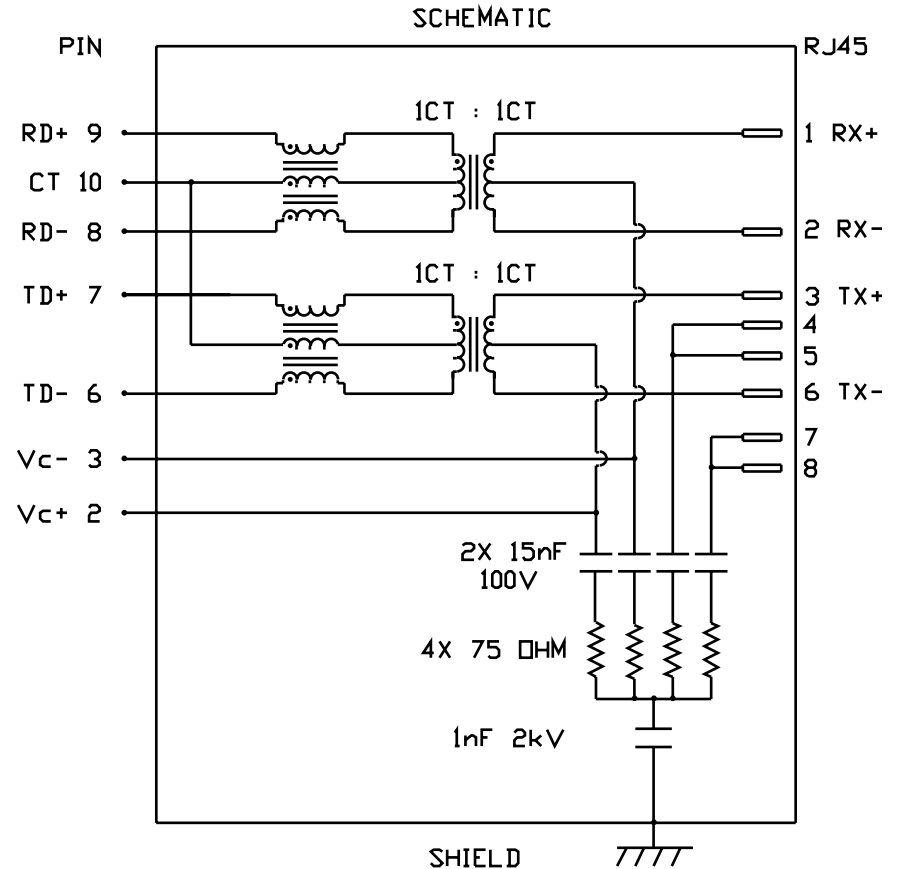 SCHEMATIC
PIN
RJ45
1CT : 1CT
RD+ 9
1 RX+
CT 10
RD- 8
2 RX-
1CT : 1CT
TD+ 7
3 TX+
4
5
TD- 6
6 TX-
7
Vc- 3
8
Vc+ 2
2X 15nF
100V
4X 75 OHM
1nF 2kV
SHIELD